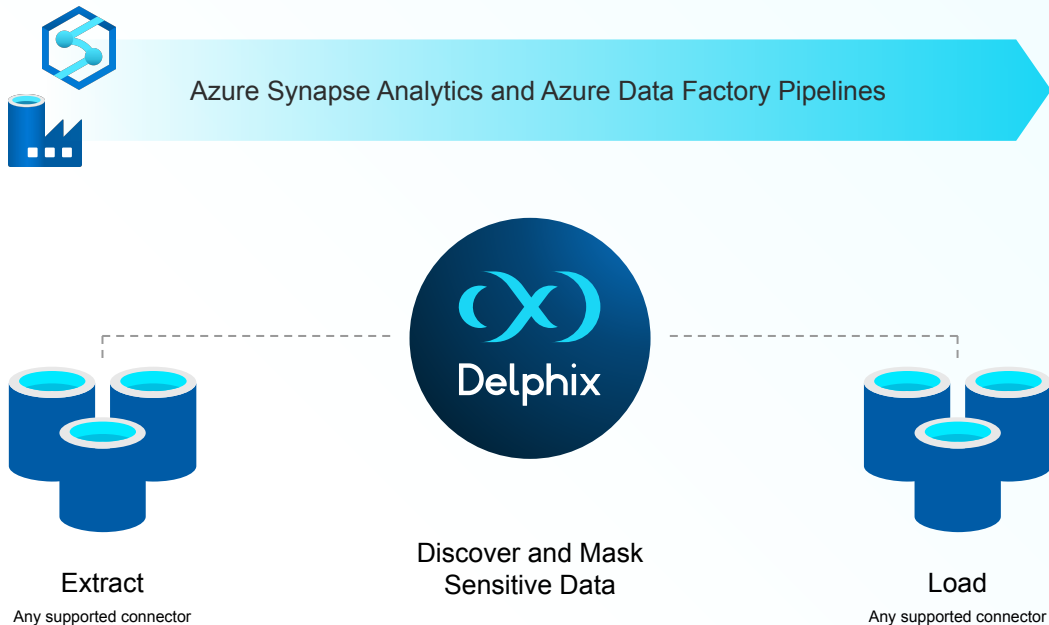 Azure Synapse Analytics and Azure Data Factory Pipelines
Delphix
Discover and Mask
Sensitive Data
Extract
Any supported connector
Load
Any supported connector